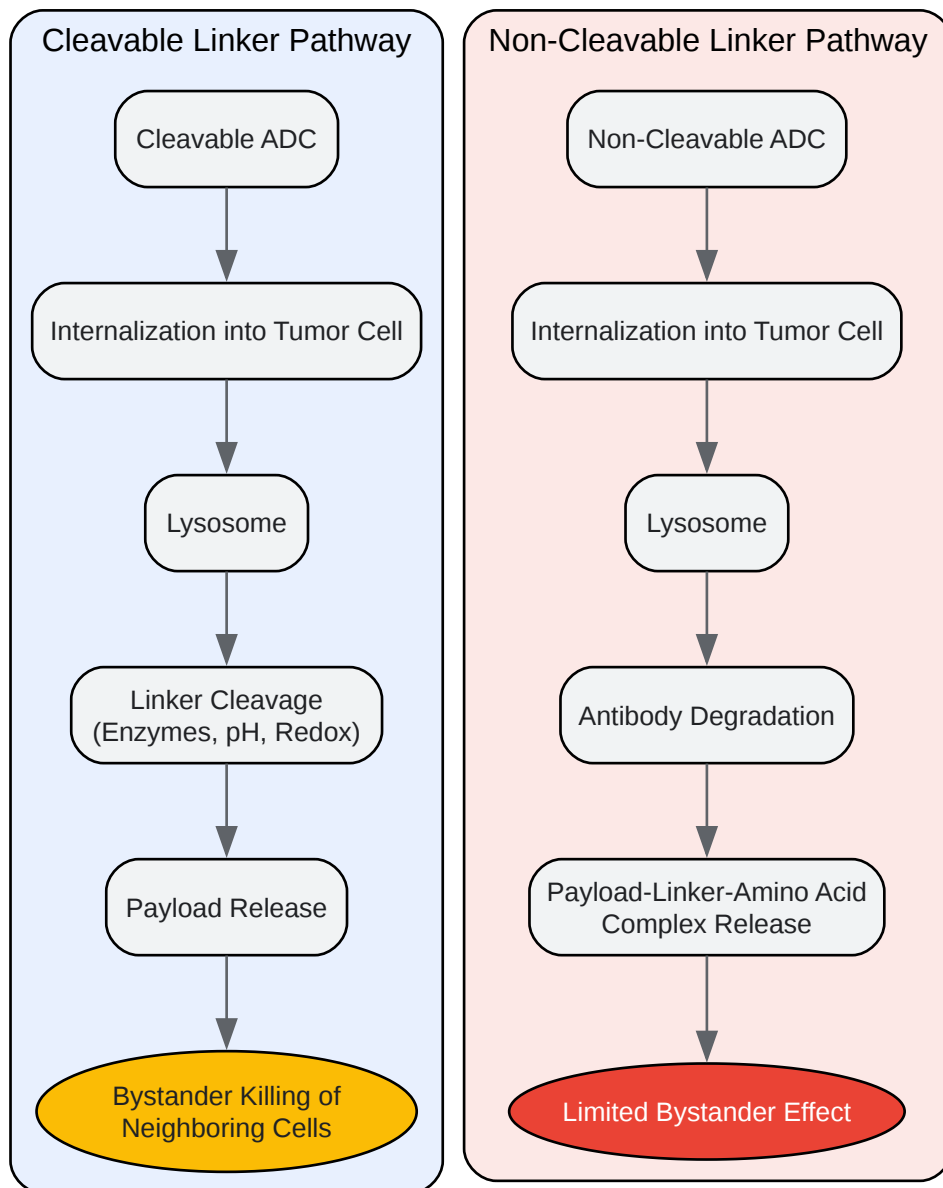 Cleavable Linker Pathway
Cleavable ADC
Internalization into Tumor Cell
Lysosome
Linker Cleavage
(Enzymes, pH, Redox)
Payload Release
Bystander Killing of
Neighboring Cells
Non-Cleavable Linker Pathway
Non-Cleavable ADC
Internalization into Tumor Cell
Lysosome
Antibody Degradation
Payload-Linker-Amino Acid
Complex Release
Limited Bystander Effect